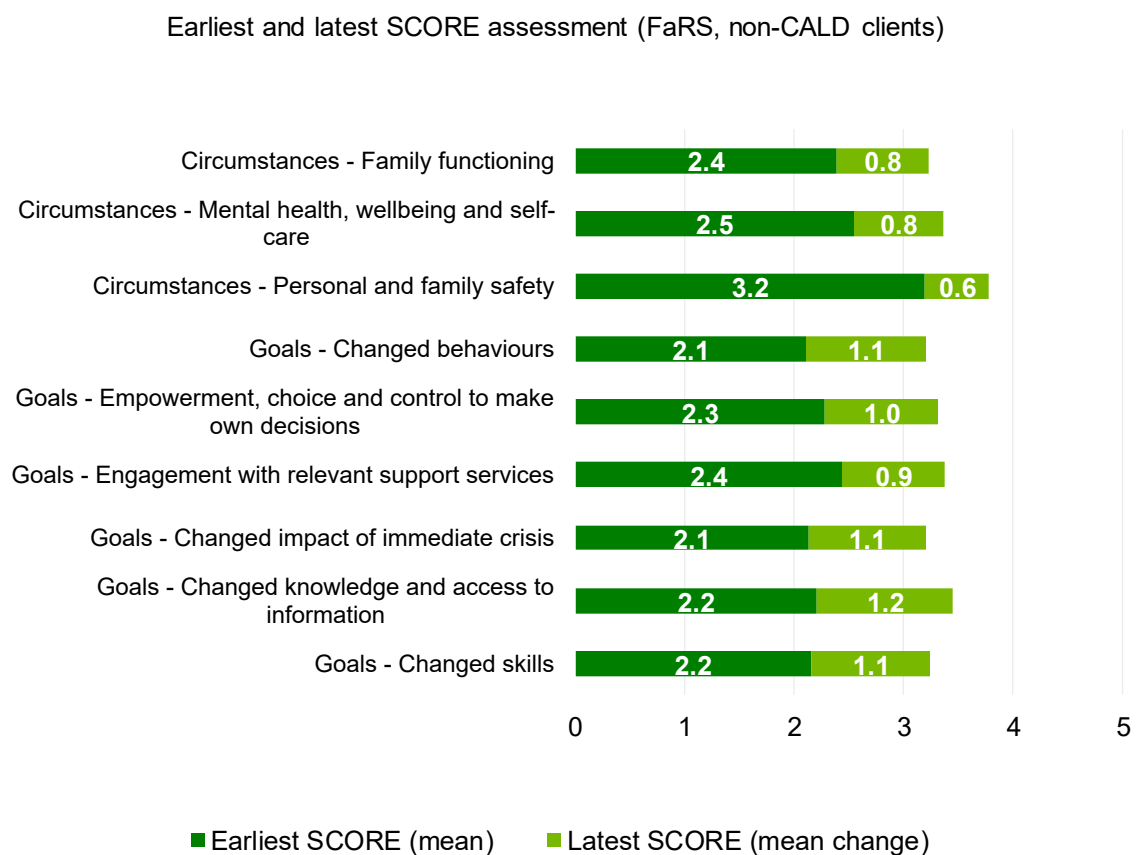 Earliest and latest SCORE assessment (FaRS, non-CALD clients)
Circumstances - Family functioning
2.4 0.8
Circumstances - Mental health, wellbeing and self-
care
2.5 0.8
Circumstances - Personal and family safety
3.2 0.6
Goals - Changed behaviours
2.1 1.1
Goals - Empowerment, choice and control to make
own decisions
2.3 1.0
Goals - Engagement with relevant support services
2.4 0.9
Goals - Changed impact of immediate crisis
2.1 1.1
Goals - Changed knowledge and access to
information
2.2 1.2
Goals - Changed skills
2.2 1.1
0 1 2 3 4 5
Earliest SCORE (mean) Latest SCORE (mean change)